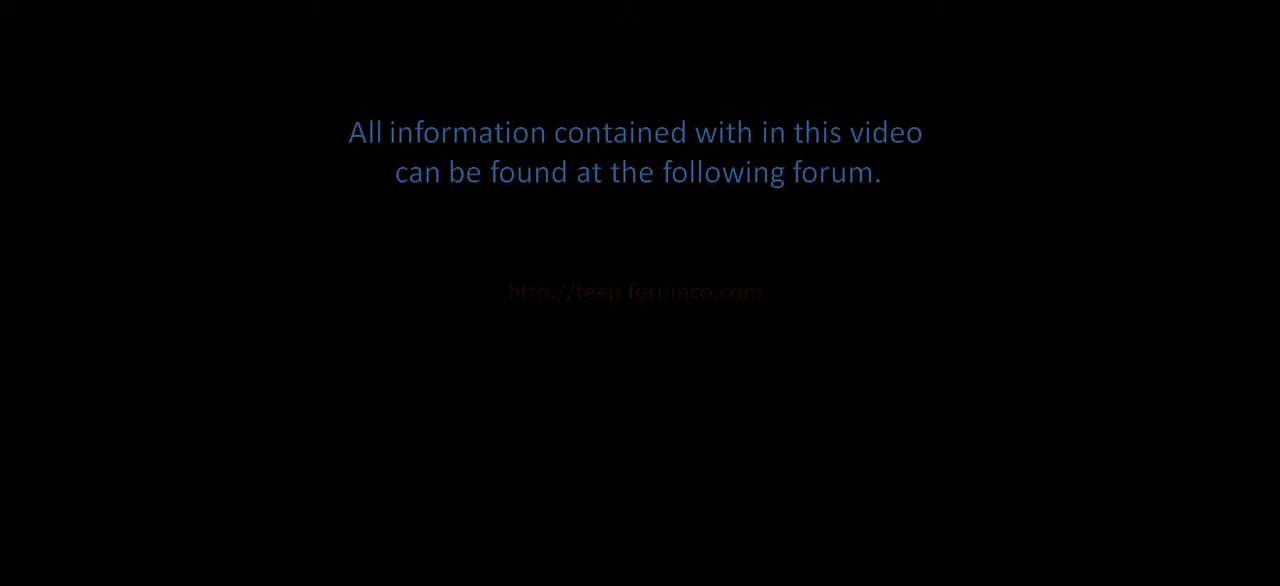 All information contained with in this video
can be found at the following forum.
http://teap.forumco.com